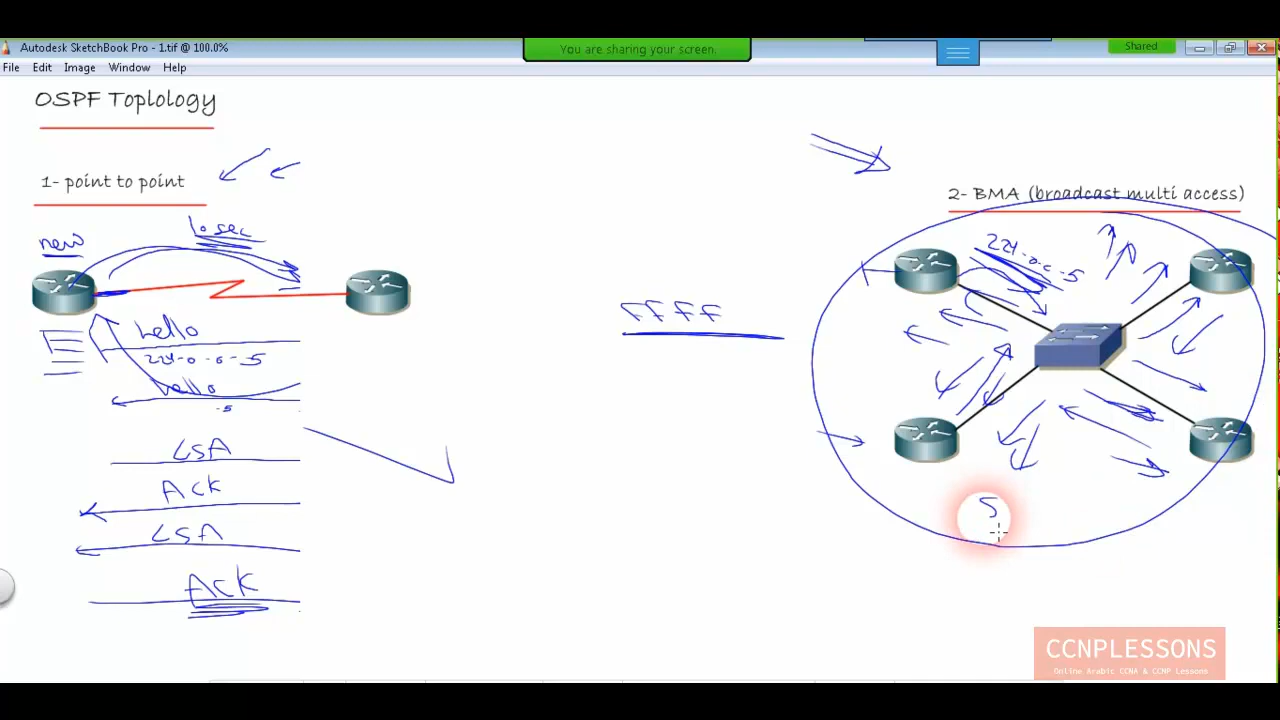 Autodesk SketchBook Pro - 1.tif @ 100.0%
You are sharing your screen.
Shared
File Edit Image Window Help
OSPF Toplology
1- point to point
2- BMA (broadcast multi access)
10 sec
new
224-0-0-5
FFFF
hello
224-0-0-5
hello
-5
LSA
ACK
LSA
ACK
5
CCNPLESSONS
Online Arabic CCNA & CCNP Lessons